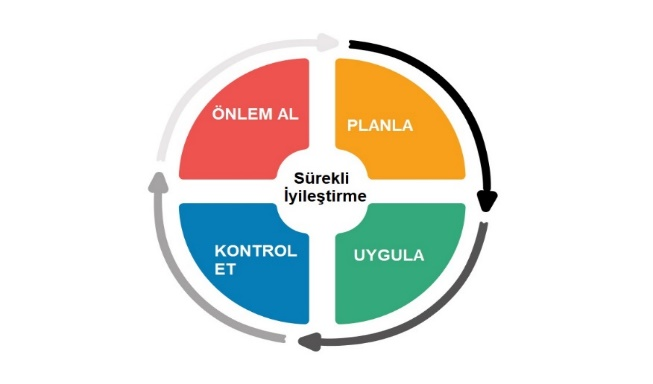 ÖNLEM AL
PLANLA
Sürekli
İyileştirme
KONTROL
ET
UYGULA